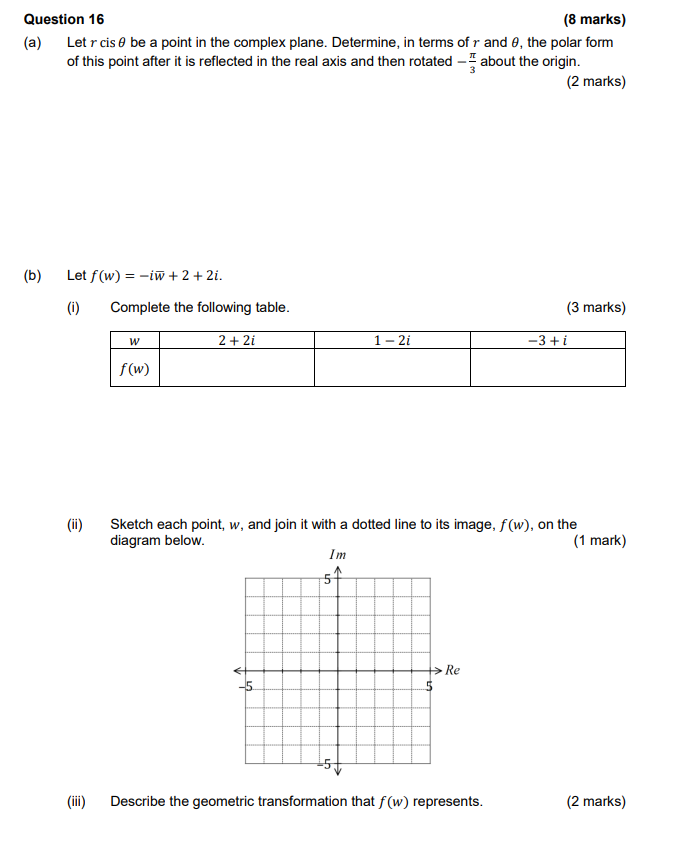 Question 16 (8 marks)
(a) Let r cis θ be a point in the complex plane. Determine, in terms of r and θ, the polar form
of this point after it is reflected in the real axis and then rotated −π/3 about the origin.
(2 marks)
(b) Let f(w) = −iw̅ + 2 + 2i.
(i) Complete the following table. (3 marks)
w 2 + 2i 1 − 2i −3 + i
f(w)
(ii) Sketch each point, w, and join it with a dotted line to its image, f(w), on the
diagram below. (1 mark)
Im
5
Re
−5 5
−5
(iii) Describe the geometric transformation that f(w) represents. (2 marks)